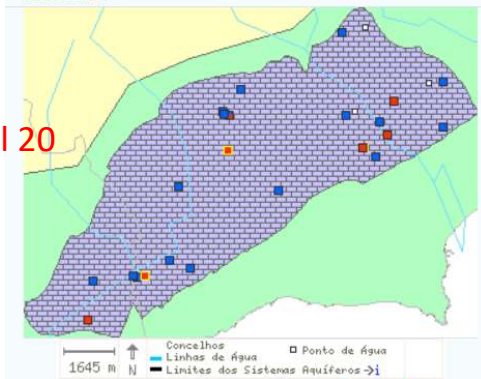 l 20
Concelhos
Linhas de Água
Limites dos Sistemas Aquíferos →i
Ponto de Água
1645 m
N